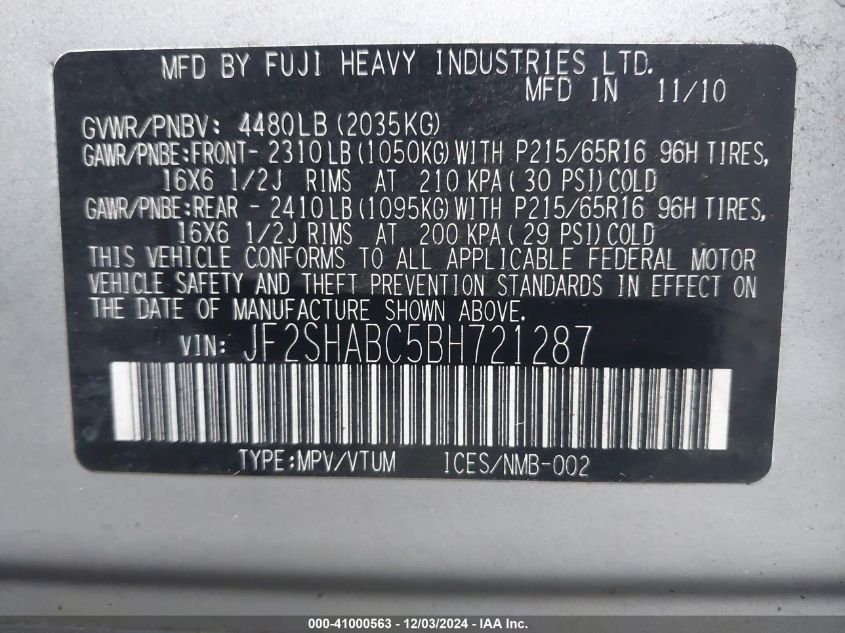 MFD BY FUJI HEAVY INDUSTRIES LTD.
MFD IN 11/10
GVWR/PNBV: 4480LB (2035KG)
GAWR/PNBE:FRONT- 2310LB (1050KG) WITH P215/65R16 96H TIRES,
16X6 1/2J RIMS AT 210 KPA ( 30 PSI) COLD
GAWR/PNBE:REAR - 2410LB (1095KG) WITH P215/65R16 96H TIRES,
16X6 1/2J RIMS AT 200 KPA ( 29 PSI) COLD
THIS VEHICLE CONFORMS TO ALL APPLICABLE FEDERAL MOTOR
VEHICLE SAFETY AND THEFT PREVENTION STANDARDS IN EFFECT ON
THE DATE OF MANUFACTURE SHOWN ABOVE.
VIN: JF2SHABC5BH721287
TYPE:MPV/VTUM ICES/NMB-002
000-41000563 - 12/03/2024 - IAA Inc.